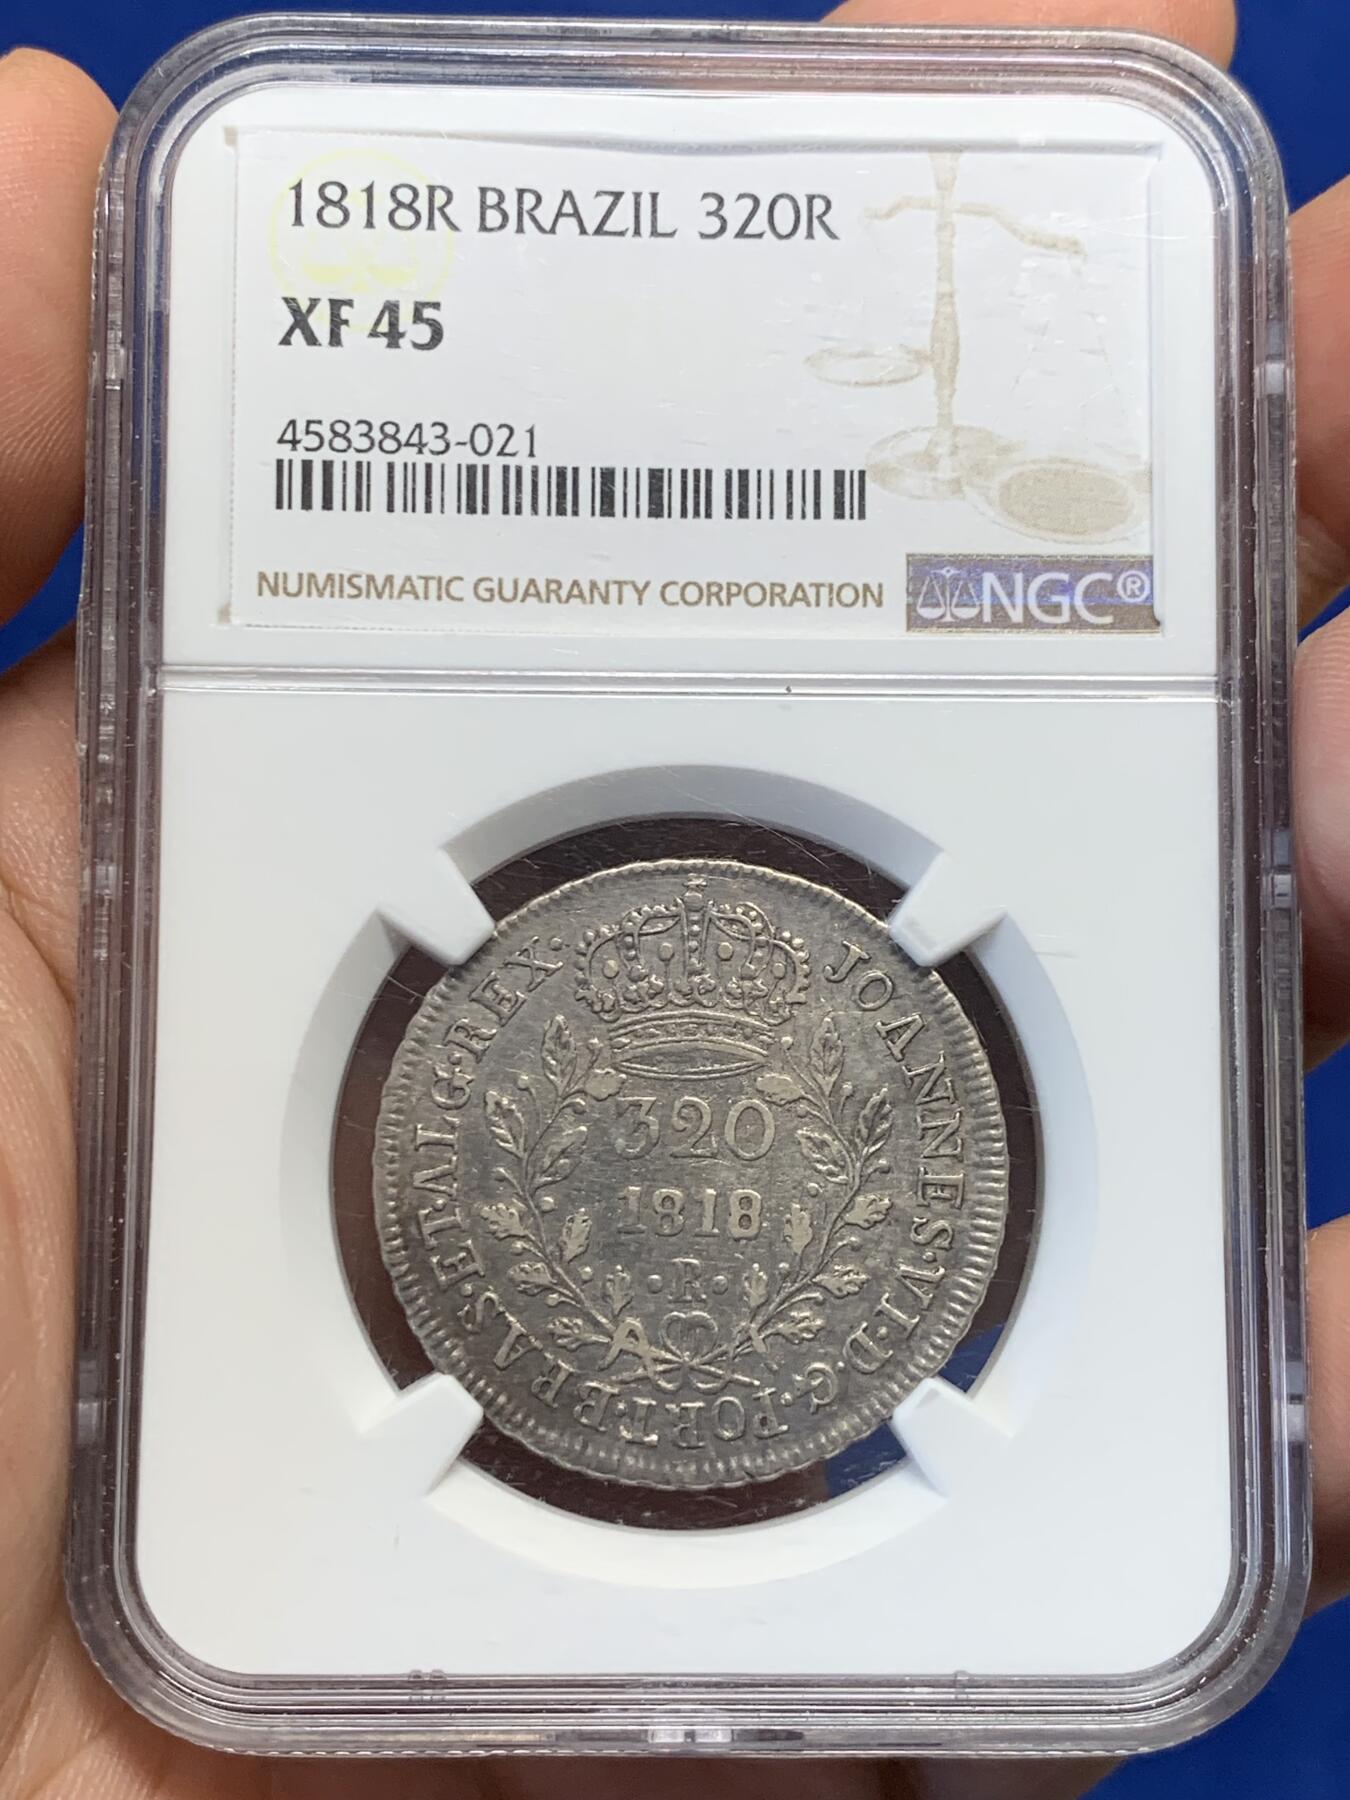 1818R BRAZIL 320R
XF 45
4583843-021
NUMISMATIC GUARANTY CORPORATION
NGC®
JOANNES·VI·D·G·PORT·BRAS·ET·ALG·REX·
320
1818
·R·